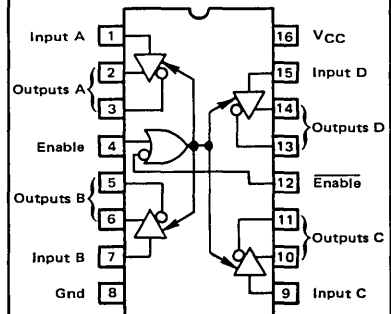 Input A 1
2
Outputs A
3
Enable 4
5
Outputs B
6
Input B 7
Gnd 8
16 VCC
15 Input D
14
Outputs D
13
12 Enable
11
Outputs C
10
9 Input C